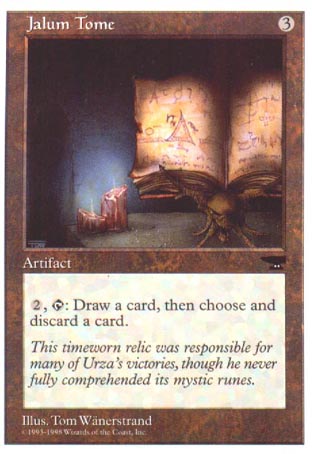 Jalum Tome 3
Artifact
2, T: Draw a card, then choose and
discard a card.
This timeworn relic was responsible for
many of Urza's victories, though he never
fully comprehended its mystic runes.
Illus. Tom Wänerstrand
©1993-1998 Wizards of the Coast, Inc.